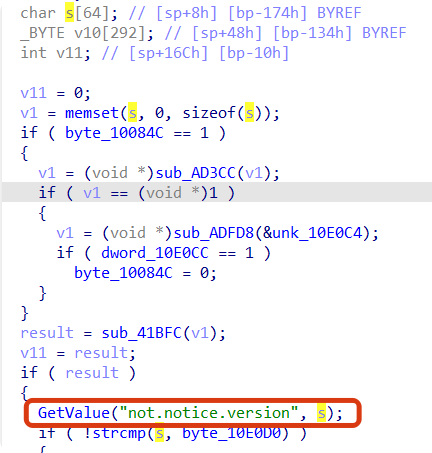 char s[64]; // [sp+8h] [bp-174h] BYREF
_BYTE v10[292]; // [sp+48h] [bp-134h] BYREF
int v11; // [sp+16Ch] [bp-10h]
v11 = 0;
v1 = memset(s, 0, sizeof(s));
if ( byte_10084C == 1 )
{
v1 = (void *)sub_AD3CC(v1);
if ( v1 == (void *)1 )
{
v1 = (void *)sub_ADFD8(&unk_10E0C4);
if ( dword_10E0CC == 1 )
byte_10084C = 0;
}
}
result = sub_41BFC(v1);
v11 = result;
if ( result )
{
GetValue("not.notice.version", s);
if ( !strcmp(s, byte_10E0D0) )
{